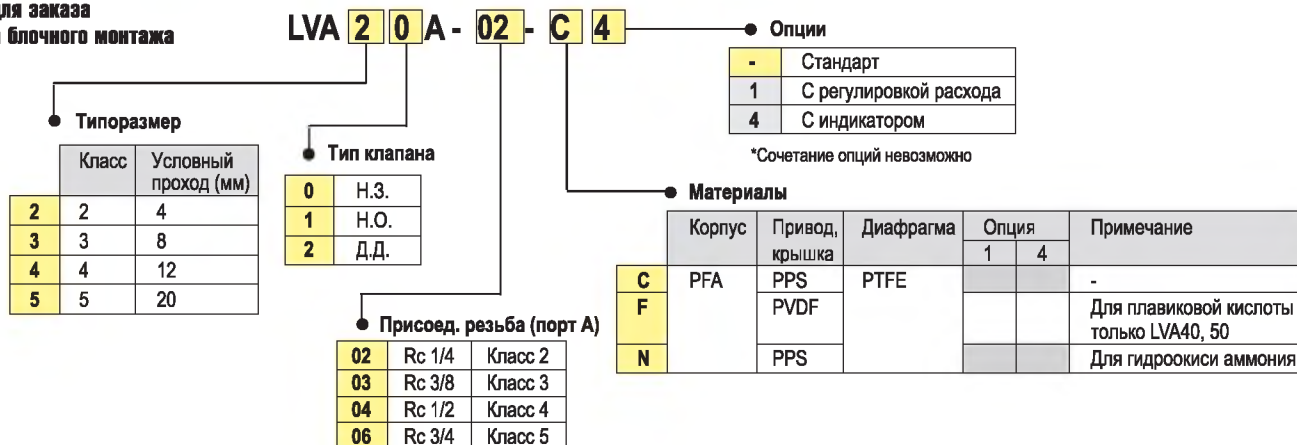 для заказа
блочного монтажа
LVA 2 0 A - 02 - C 4
Опции
- Стандарт
1 С регулировкой расхода
4 С индикатором
*Сочетание опций невозможно
Типоразмер
Класс Условный проход (мм)
2 2 4
3 3 8
4 4 12
5 5 20
Тип клапана
0 Н.З.
1 Н.О.
2 Д.Д.
Присоед. резьба (порт А)
02 Rc 1/4 Класс 2
03 Rc 3/8 Класс 3
04 Rc 1/2 Класс 4
06 Rc 3/4 Класс 5
Материалы
Корпус Привод, крышка Диафрагма Опция Примечание
1 4
C PFA PPS PTFE -
F PVDF Для плавиковой кислоты
только LVA40, 50
N PPS Для гидроокиси аммония